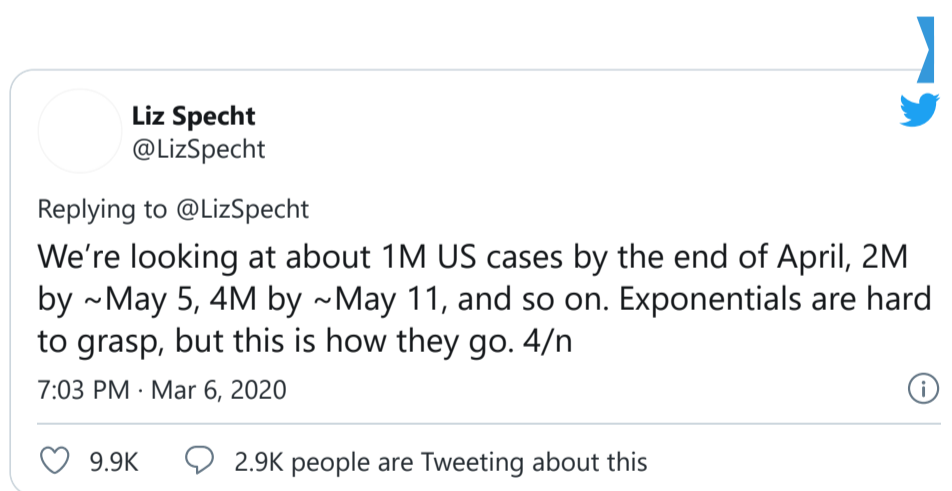 Liz Specht
@LizSpecht
Replying to @LizSpecht
We’re looking at about 1M US cases by the end of April, 2M
by ~May 5, 4M by ~May 11, and so on. Exponentials are hard
to grasp, but this is how they go. 4/n
7:03 PM · Mar 6, 2020
9.9K 2.9K people are Tweeting about this